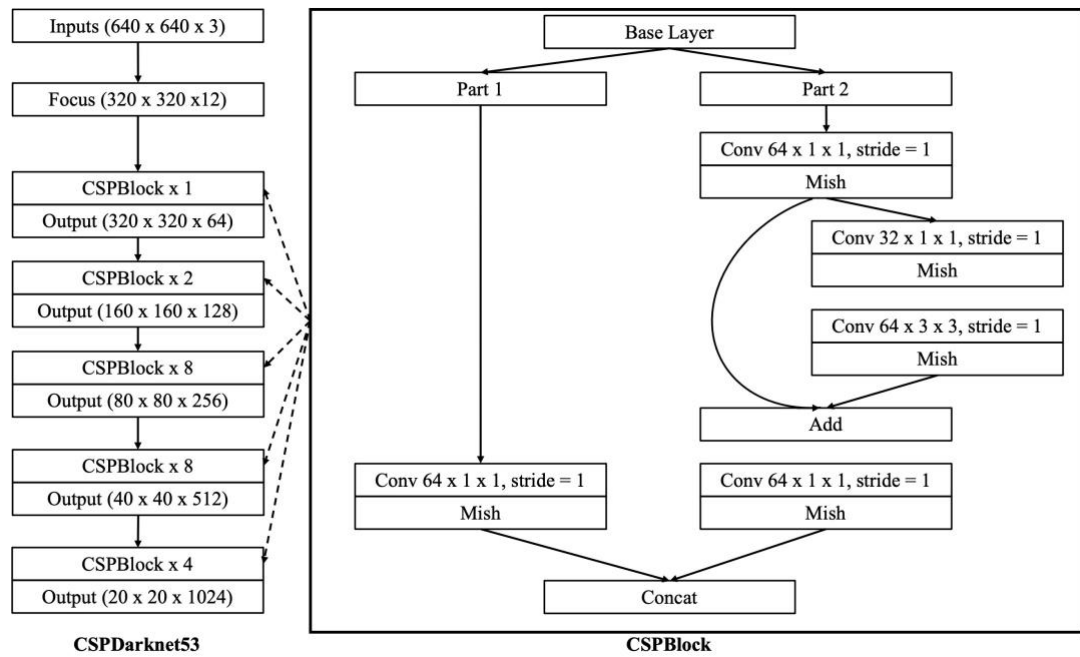 Inputs (640 x 640 x 3)
Focus (320 x 320 x12)
CSPBlock x 1
Output (320 x 320 x 64)
CSPBlock x 2
Output (160 x 160 x 128)
CSPBlock x 8
Output (80 x 80 x 256)
CSPBlock x 8
Output (40 x 40 x 512)
CSPBlock x 4
Output (20 x 20 x 1024)
CSPDarknet53
Base Layer
Part 1
Part 2
Conv 64 x 1 x 1, stride = 1
Mish
Conv 32 x 1 x 1, stride = 1
Mish
Conv 64 x 3 x 3, stride = 1
Mish
Add
Conv 64 x 1 x 1, stride = 1
Mish
Conv 64 x 1 x 1, stride = 1
Mish
Concat
CSPBlock